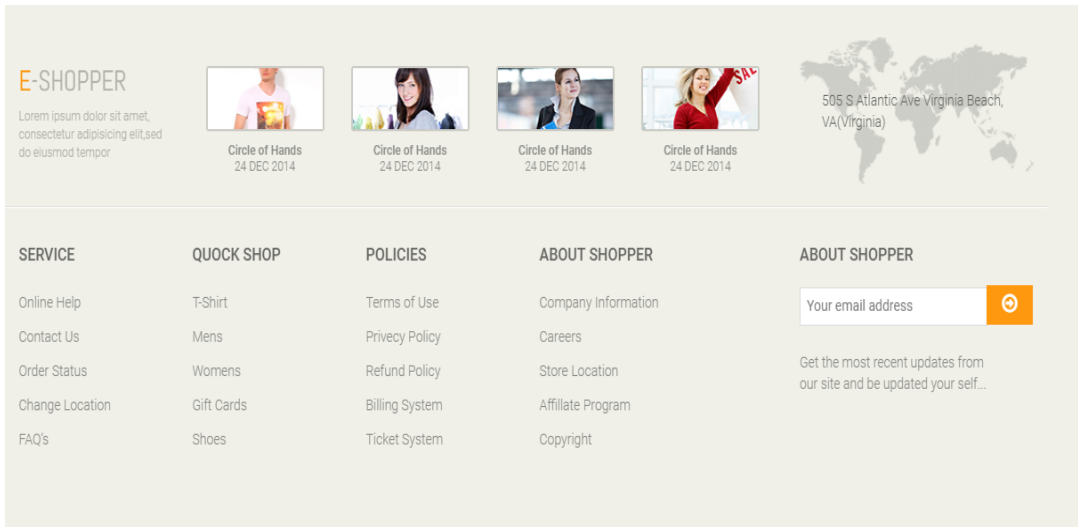 E-SHOPPER
Lorem ipsum dolor sit amet,
consectetur adipisicing elit,sed
do eiusmod tempor
Circle of Hands
24 DEC 2014
Circle of Hands
24 DEC 2014
Circle of Hands
24 DEC 2014
SALE
Circle of Hands
24 DEC 2014
505 S Atlantic Ave Virginia Beach,
VA(Virginia)
SERVICE
Online Help
Contact Us
Order Status
Change Location
FAQ's
QUOCK SHOP
T-Shirt
Mens
Womens
Gift Cards
Shoes
POLICIES
Terms of Use
Privecy Policy
Refund Policy
Billing System
Ticket System
ABOUT SHOPPER
Company Information
Careers
Store Location
Affillate Program
Copyright
ABOUT SHOPPER
Your email address
Get the most recent updates from
our site and be updated your self...